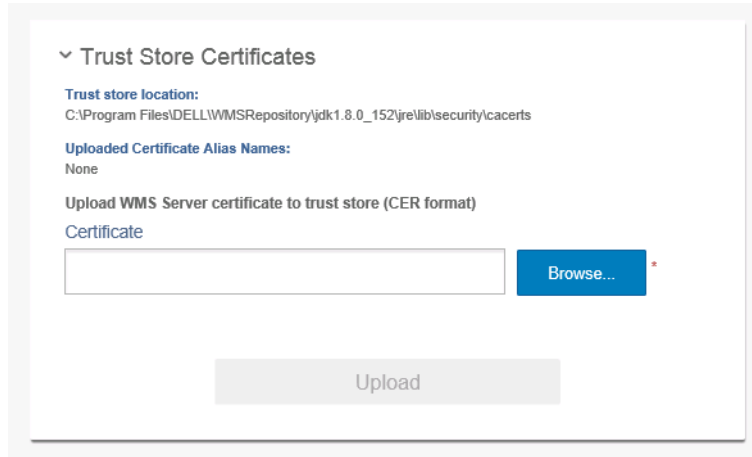 Trust Store Certificates
Trust store location:
C:\Program Files\DELL\WMSRepository\jdk1.8.0_152\jre\lib\security\cacerts
Uploaded Certificate Alias Names:
None
Upload WMS Server certificate to trust store (CER format)
Certificate
Browse... *
Upload